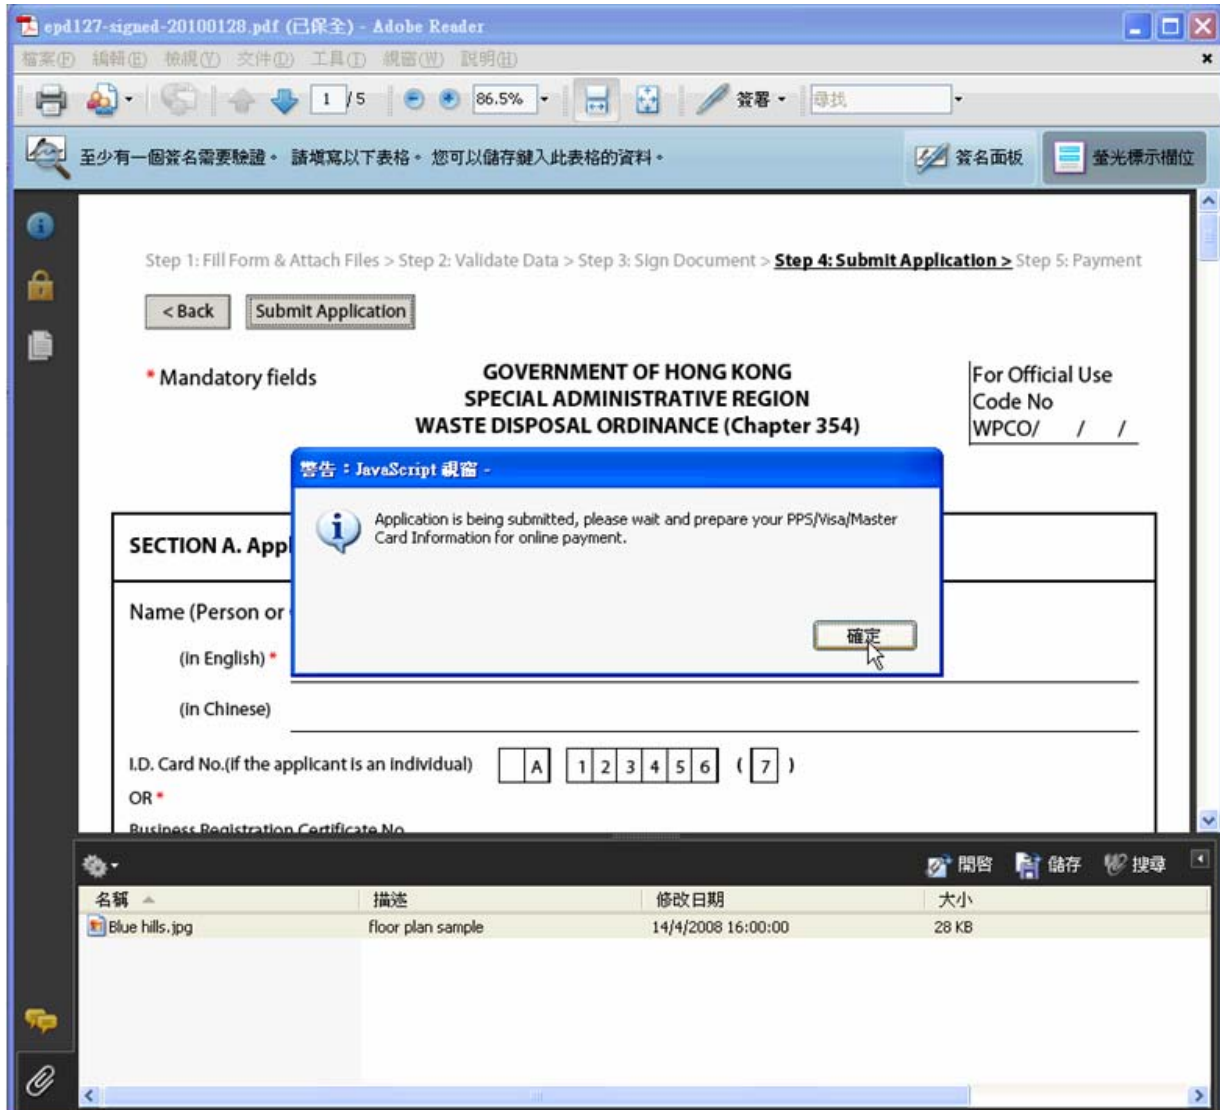 epd127-signed-20100128.pdf (已保全) - Adobe Reader
檔案(F) 編輯(E) 檢視(V) 文件(D) 工具(T) 視窗(W) 説明(H)
1 / 5 86.5% 簽署 尋找
至少有一個簽名需要驗證。 請填寫以下表格。您可以儲存鍵入此表格的資料。 簽名面板 螢光標示欄位
Step 1: Fill Form & Attach Files > Step 2: Validate Data > Step 3: Sign Document > Step 4: Submit Application > Step 5: Payment
< Back Submit Application
* Mandatory fields
GOVERNMENT OF HONG KONG
SPECIAL ADMINISTRATIVE REGION
WASTE DISPOSAL ORDINANCE (Chapter 354)
For Official Use
Code No
WPCO/ / /
警告：JavaScript 視窗 -
Application is being submitted, please wait and prepare your PPS/Visa/Master
Card Information for online payment.
確定
SECTION A. App
Name (Person or
(in English) *
(in Chinese)
I.D. Card No.(if the applicant is an individual) A 1 2 3 4 5 6 ( 7 )
OR *
Business Registration Certificate No
開啓 儲存 搜尋
名稱 描述 修改日期 大小
Blue hills.jpg floor plan sample 14/4/2008 16:00:00 28 KB